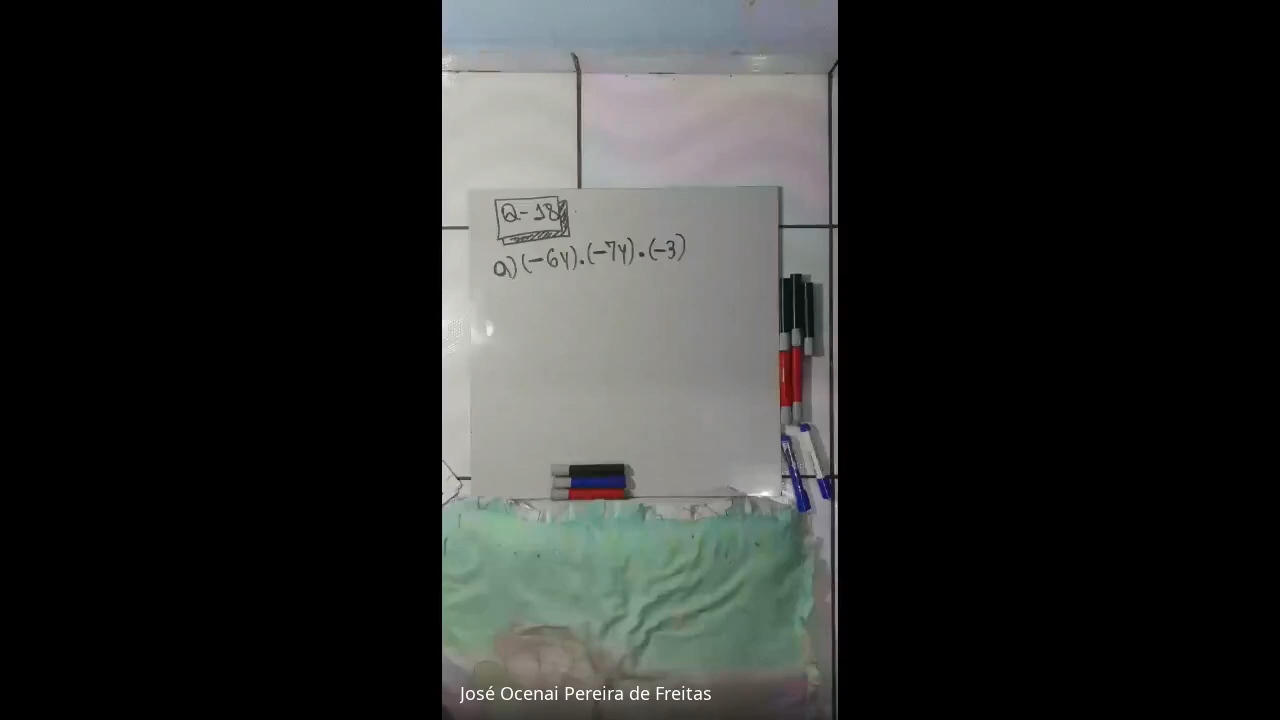 Q-18
a) (-6y).(-7y).(-3)
José Ocenai Pereira de Freitas